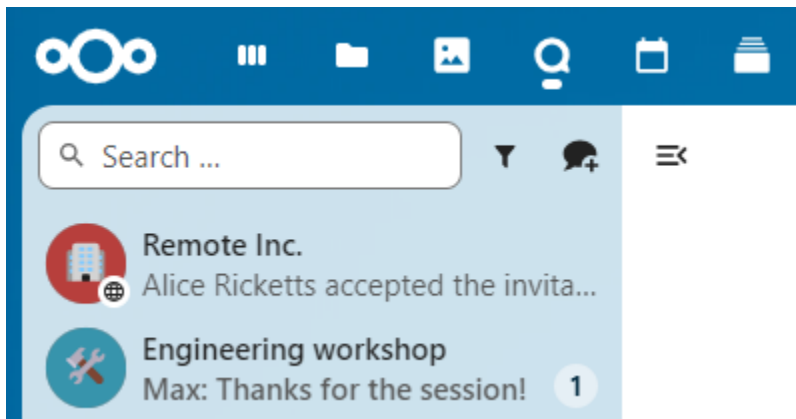 Search ...
Remote Inc.
Alice Ricketts accepted the invita...
Engineering workshop
Max: Thanks for the session!
1